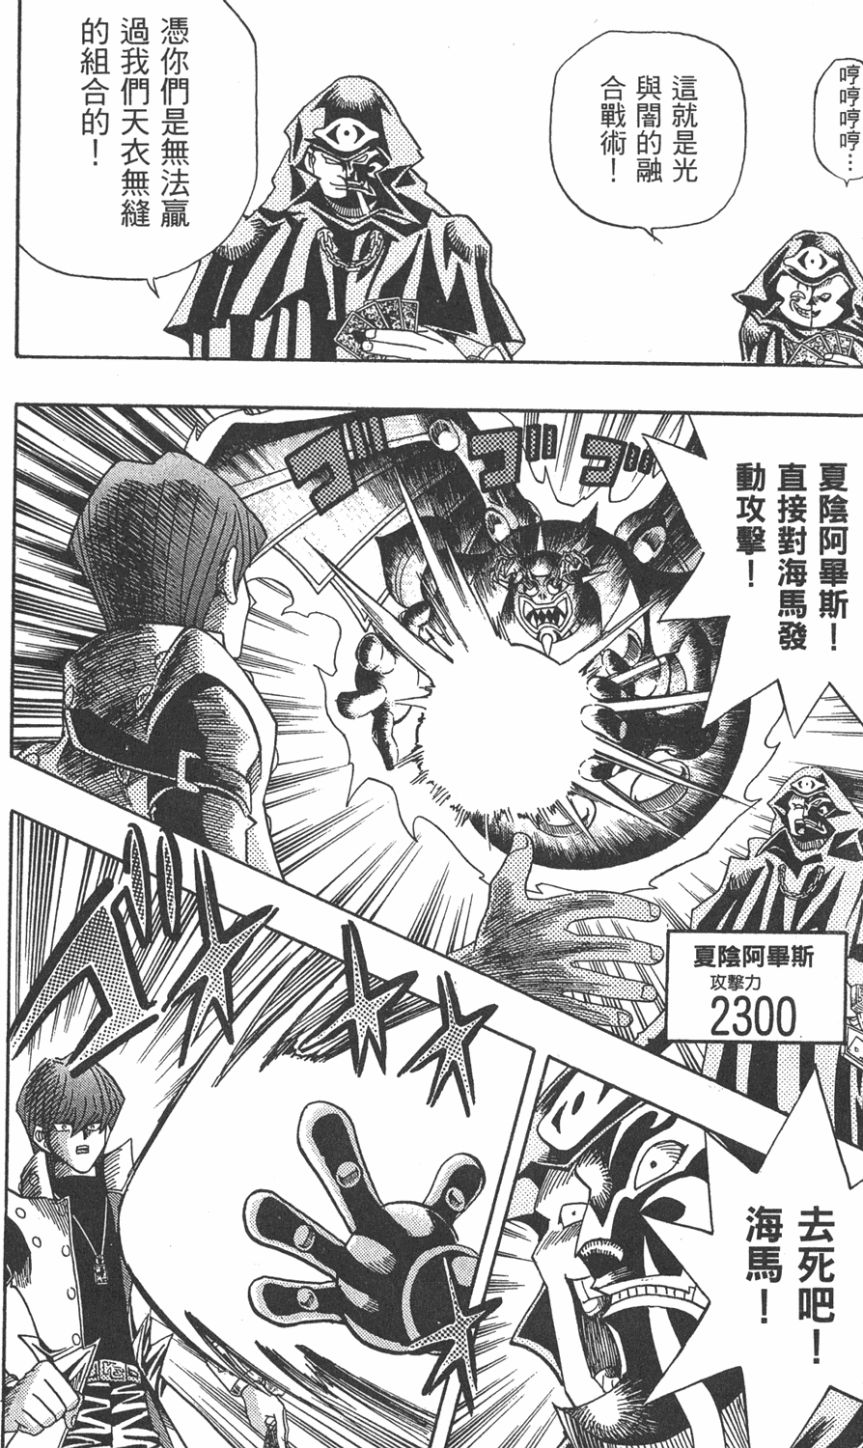 哼哼哼哼…
這就是光
與闇的融
合戰術！
憑你們是無法贏
過我們天衣無縫
的組合的！
夏陰阿畢斯！
直接對海馬發
動攻擊！
ゴゴゴ
夏陰阿畢斯
攻擊力
2300
去死吧！
海馬！